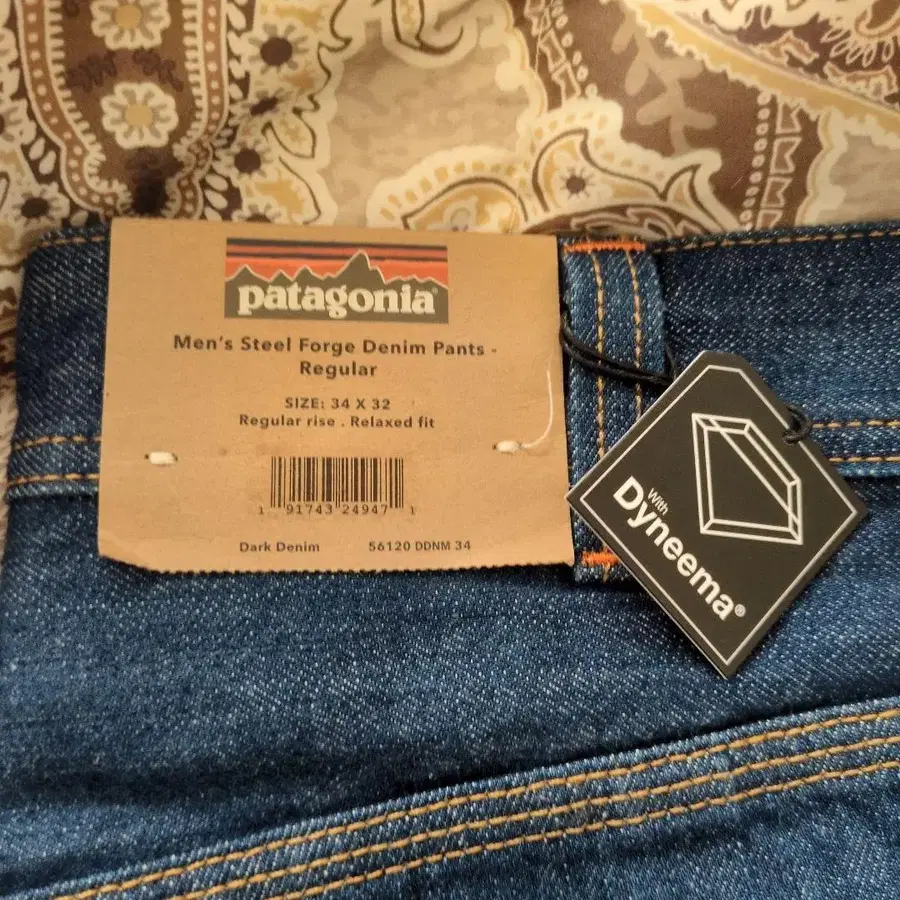 patagonia®
Men's Steel Forge Denim Pants -
Regular
SIZE: 34 X 32
Regular rise . Relaxed fit
1 91743 24947 1
Dark Denim 56120 DDNM 34
With
Dyneema®